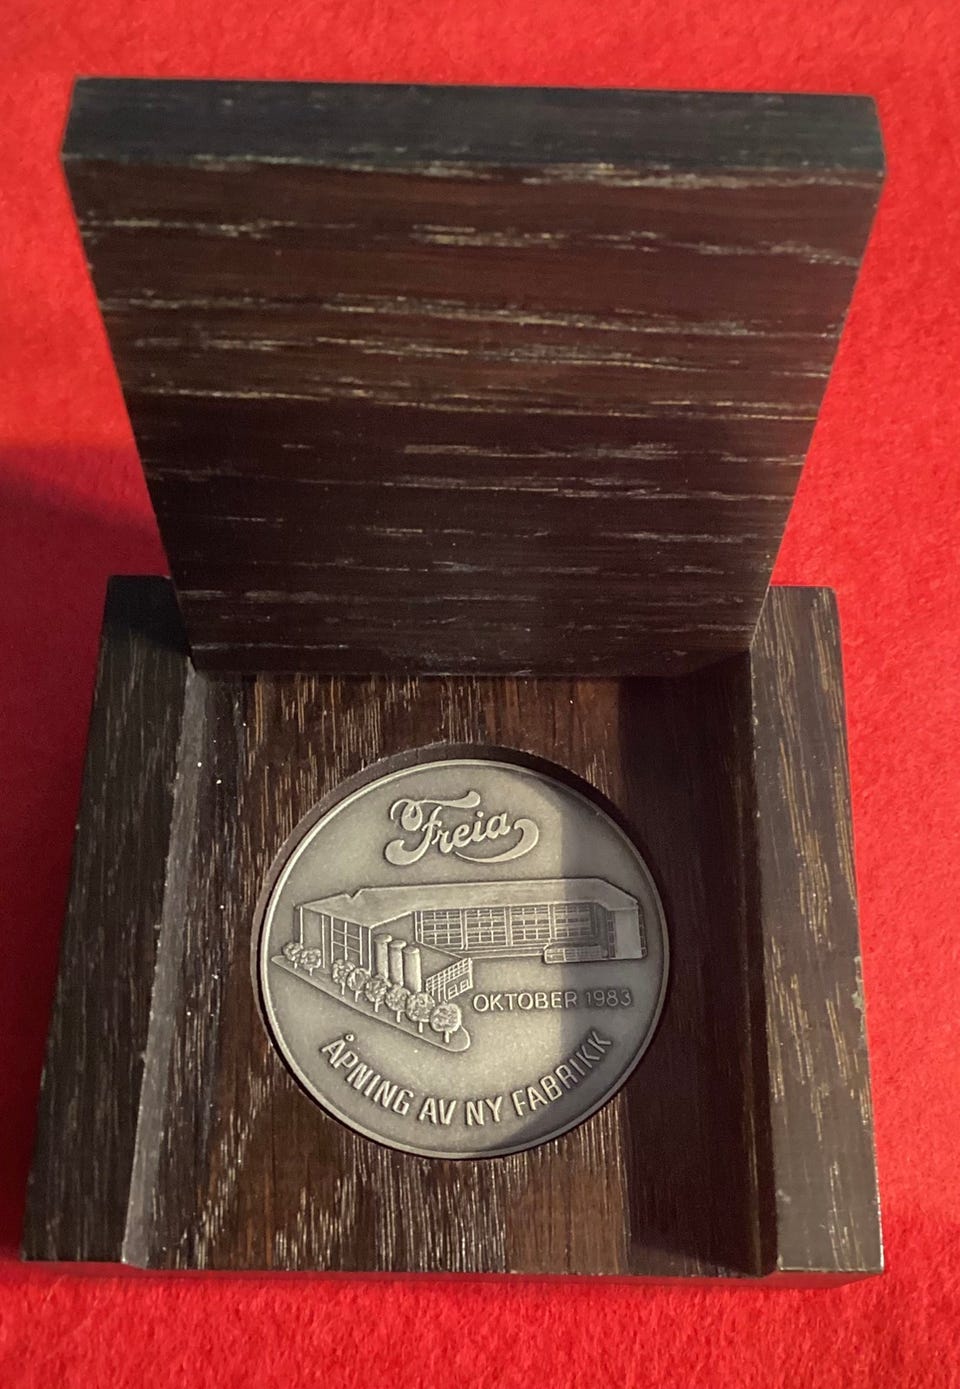 Freia
OKTOBER 1983
ÅPNING AV NY FABRIKK